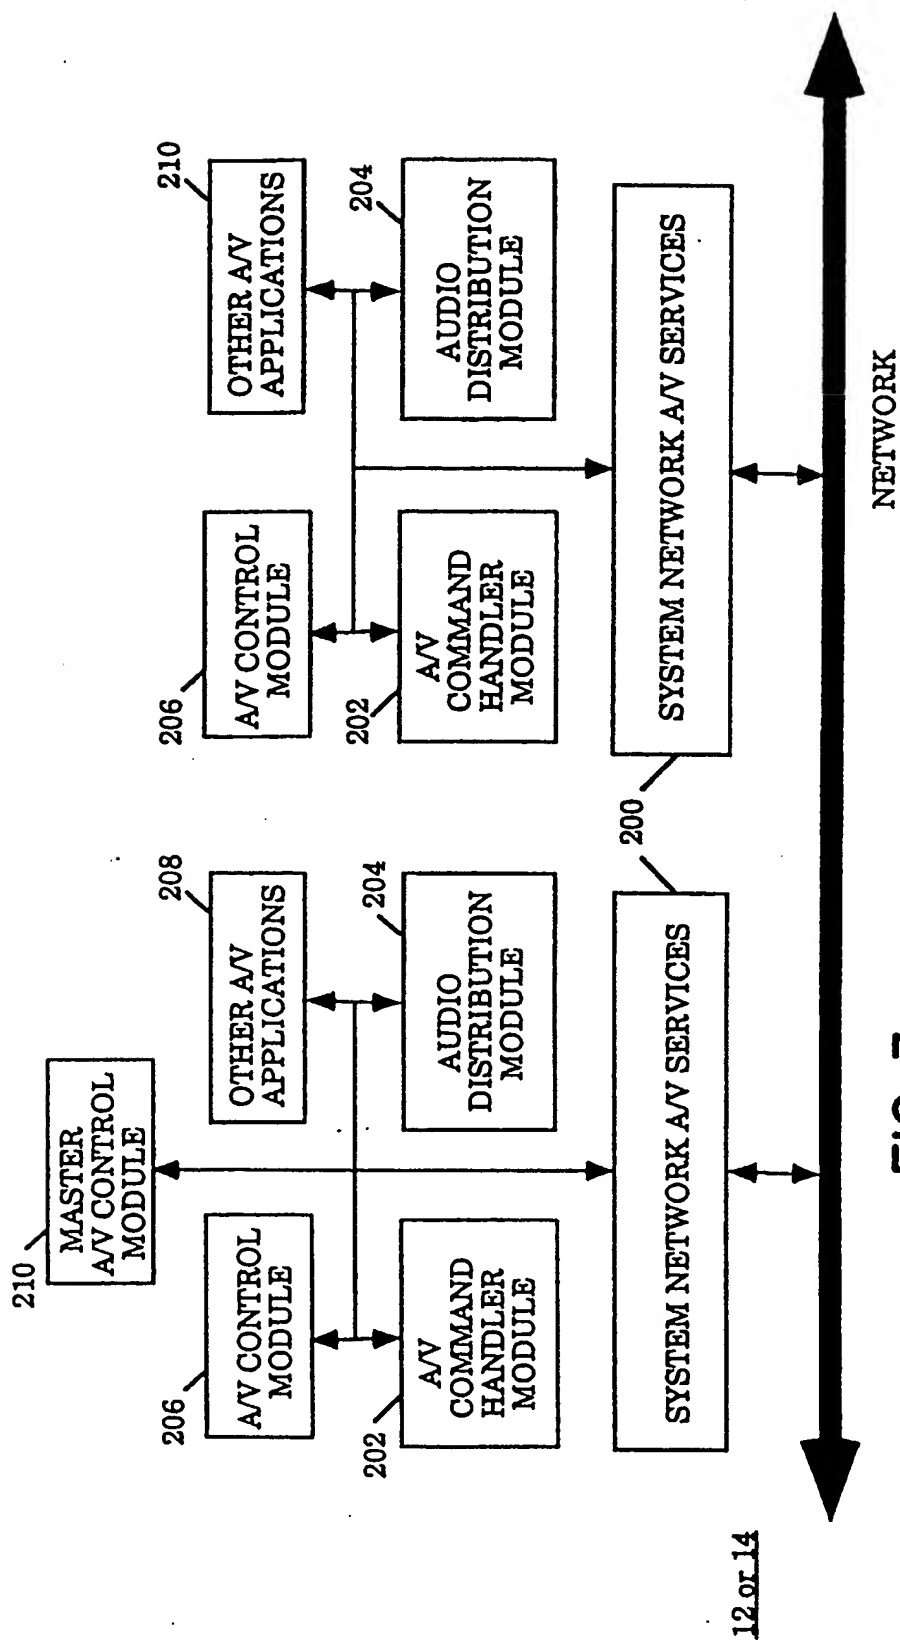 210
MASTER
A/V CONTROL
MODULE
206
A/V CONTROL
MODULE
208
OTHER A/V
APPLICATIONS
202
A/V
COMMAND
HANDLER
MODULE
204
AUDIO
DISTRIBUTION
MODULE
SYSTEM NETWORK A/V SERVICES
200
206
A/V CONTROL
MODULE
210
OTHER A/V
APPLICATIONS
202
A/V
COMMAND
HANDLER
MODULE
204
AUDIO
DISTRIBUTION
MODULE
SYSTEM NETWORK A/V SERVICES
12 or 14
NETWORK